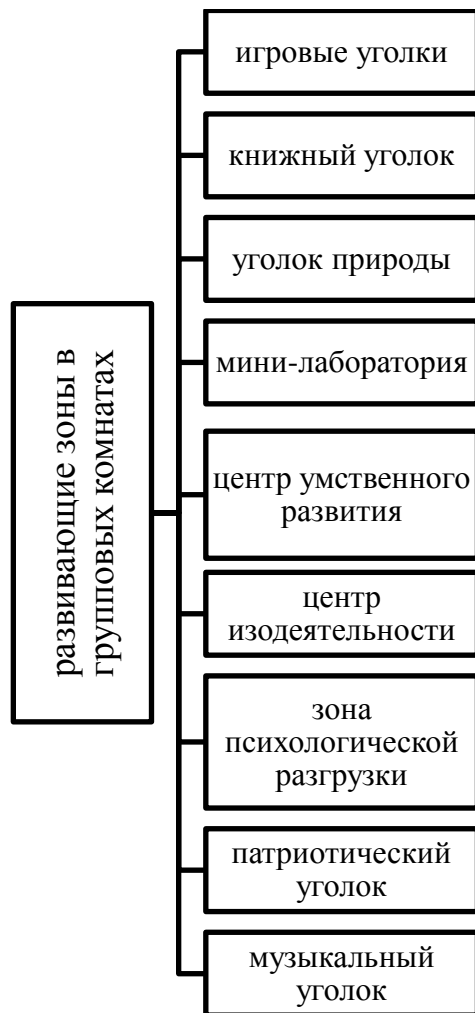 развивающие зоны в
групповых комнатах
игровые уголки
книжный уголок
уголок природы
мини-лаборатория
центр умственного
развития
центр
изодеятельности
зона
психологической
разгрузки
патриотический
уголок
музыкальный
уголок